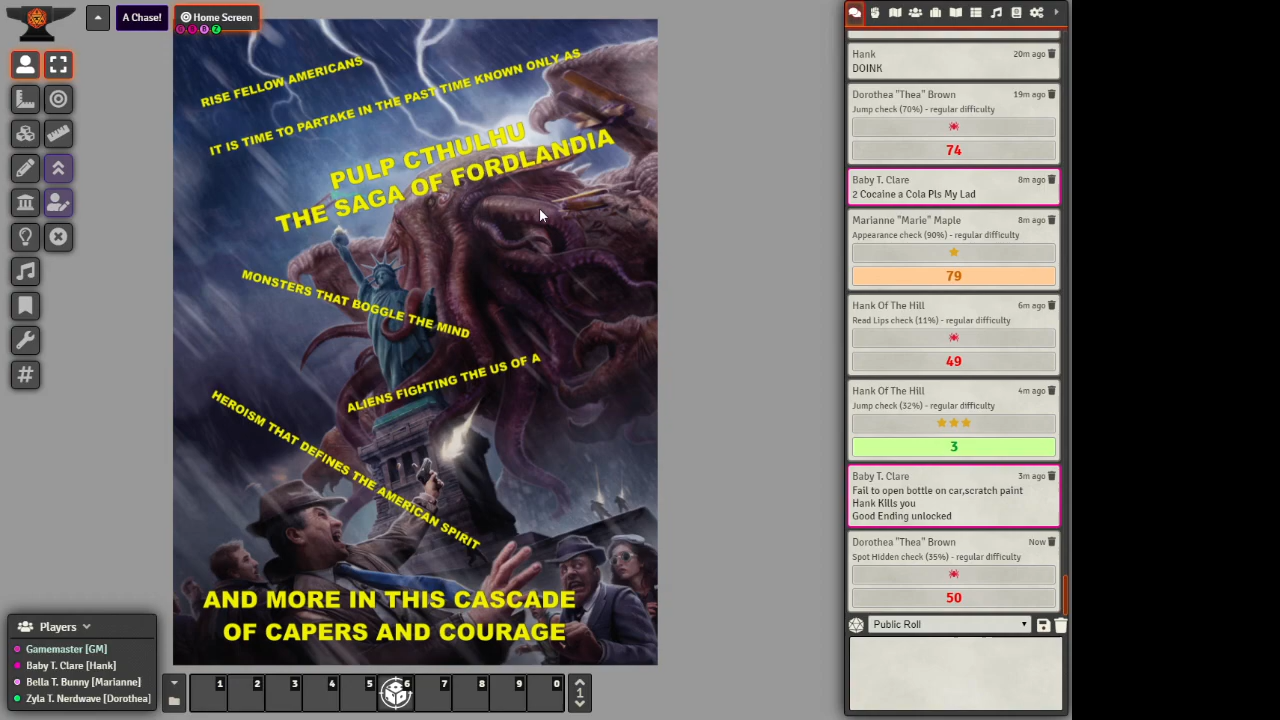 A Chase!
Home Screen
G
B
B
Z
RISE FELLOW AMERICANS
IT IS TIME TO PARTAKE IN THE PAST TIME KNOWN ONLY AS
PULP CTHULHU
THE SAGA OF FORDLANDIA
MONSTERS THAT BOGGLE THE MIND
ALIENS FIGHTING THE US OF A
HEROISM THAT DEFINES THE AMERICAN SPIRIT
AND MORE IN THIS CASCADE
OF CAPERS AND COURAGE
Players
Gamemaster [GM]
Baby T. Clare [Hank]
Bella T. Bunny [Marianne]
Zyla T. Nerdwave [Dorothea]
1 2 3 4 5 6 7 8 9 0
1
Hank 20m ago
DOINK
Dorothea "Thea" Brown 19m ago
Jump check (70%) - regular difficulty
74
Baby T. Clare 8m ago
2 Cocaine a Cola Pls My Lad
Marianne "Marie" Maple 8m ago
Appearance check (90%) - regular difficulty
79
Hank Of The Hill 6m ago
Read Lips check (11%) - regular difficulty
49
Hank Of The Hill 4m ago
Jump check (32%) - regular difficulty
3
Baby T. Clare 3m ago
Fail to open bottle on car,scratch paint
Hank Kills you
Good Ending unlocked
Dorothea "Thea" Brown Now
Spot Hidden check (35%) - regular difficulty
50
Public Roll